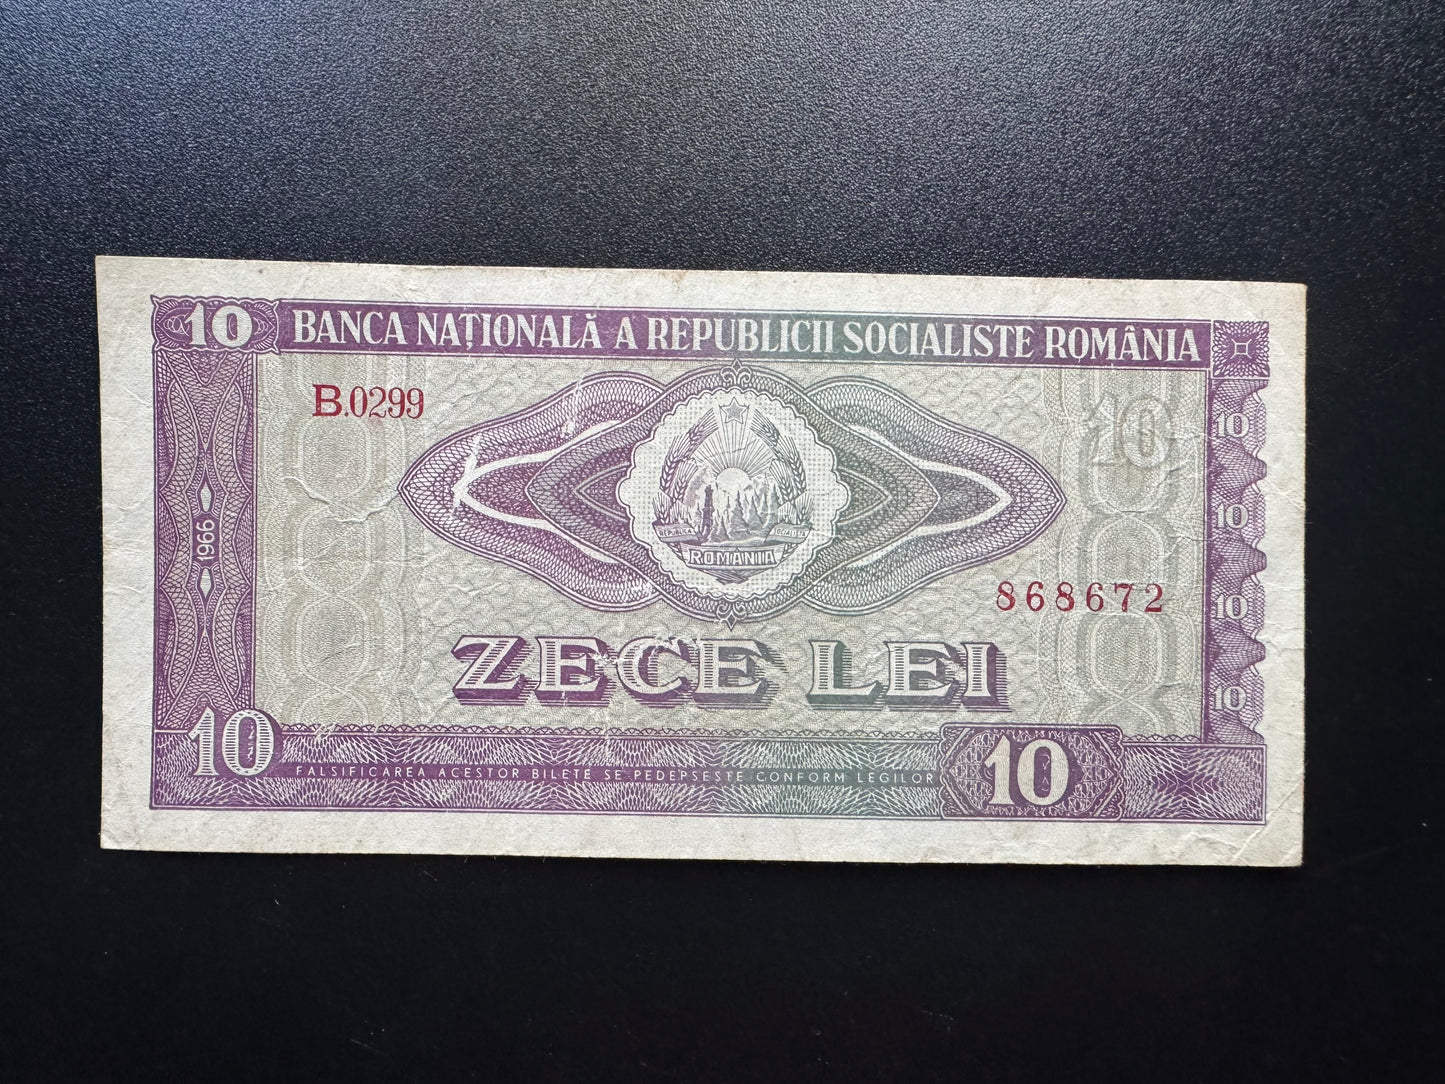 10 BANCA NAȚIONALĂ A REPUBLICII SOCIALISTE ROMÂNIA
B.0299
10
10
1966
10
ROMÂNIA
868672
10
ZECE LEI
10
10
FALSIFICAREA ACESTOR BILETE SE PEDEPSEȘTE CONFORM LEGILOR
10